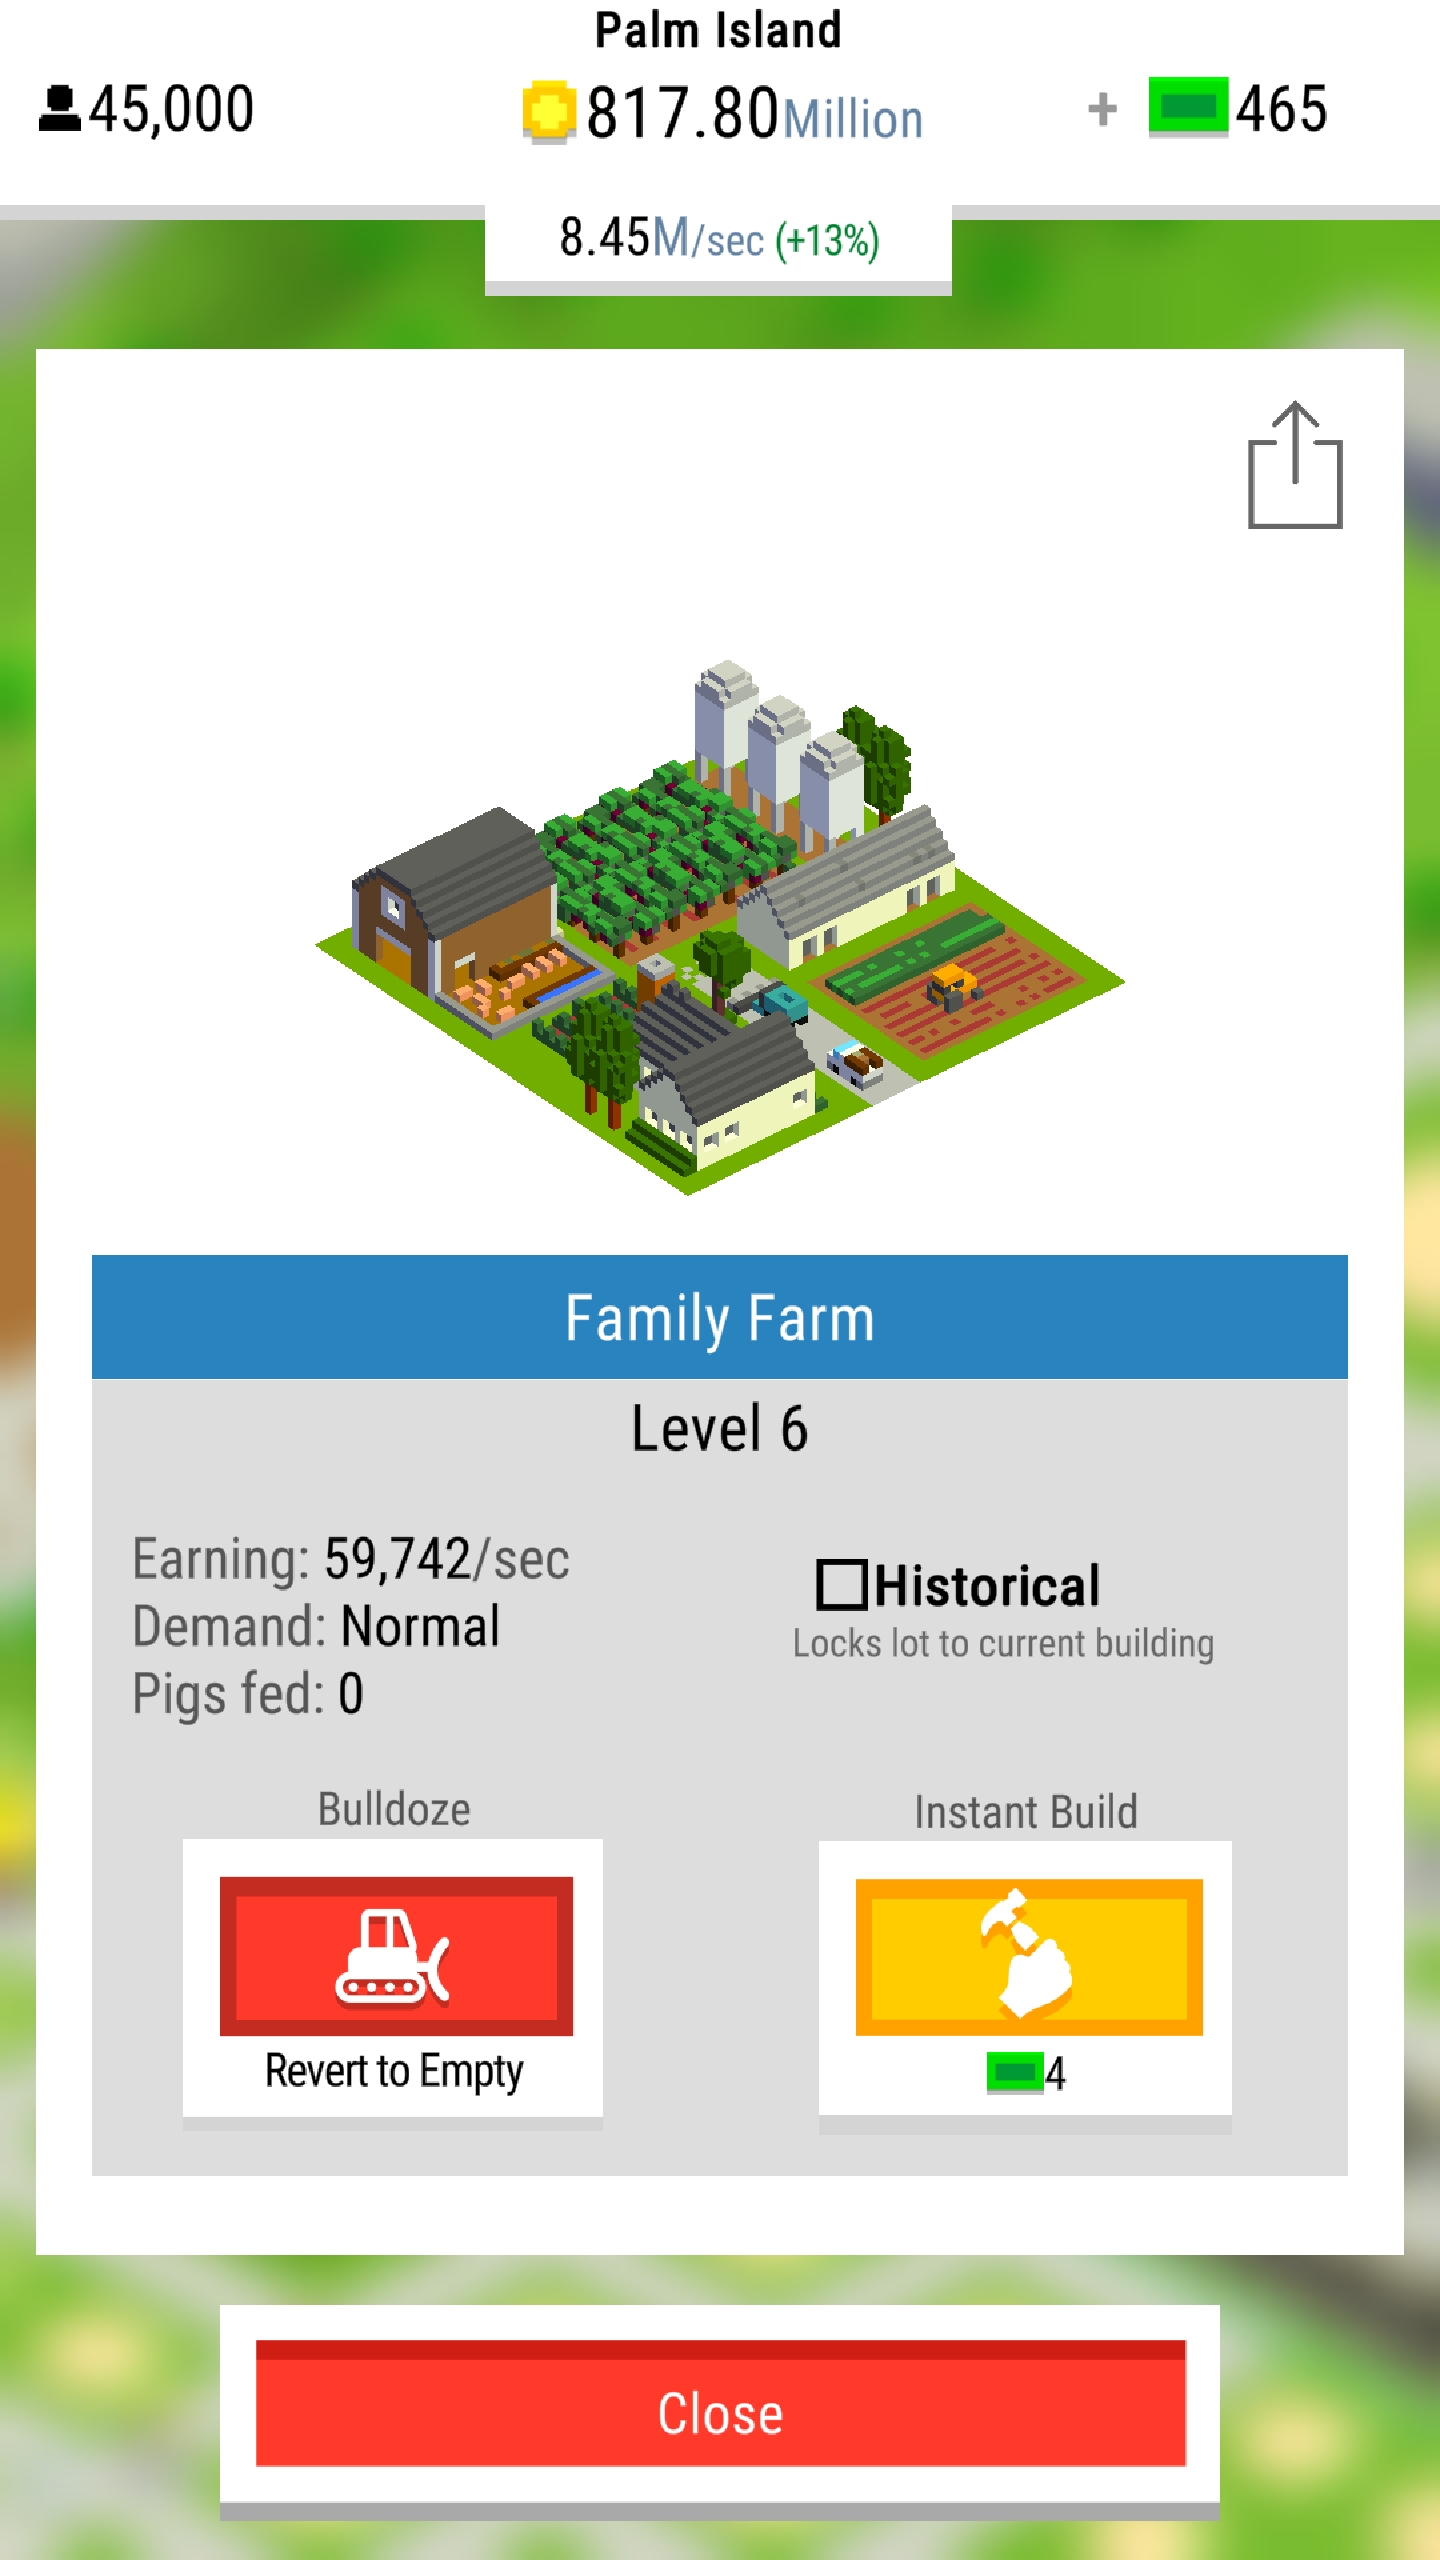 Palm Island
45,000
817.80Million
+ 465
8.45M/sec (+13%)
Family Farm
Level 6
Earning: 59,742/sec
Demand: Normal
Pigs fed: 0
Historical
Locks lot to current building
Bulldoze
Revert to Empty
Instant Build
4
Close